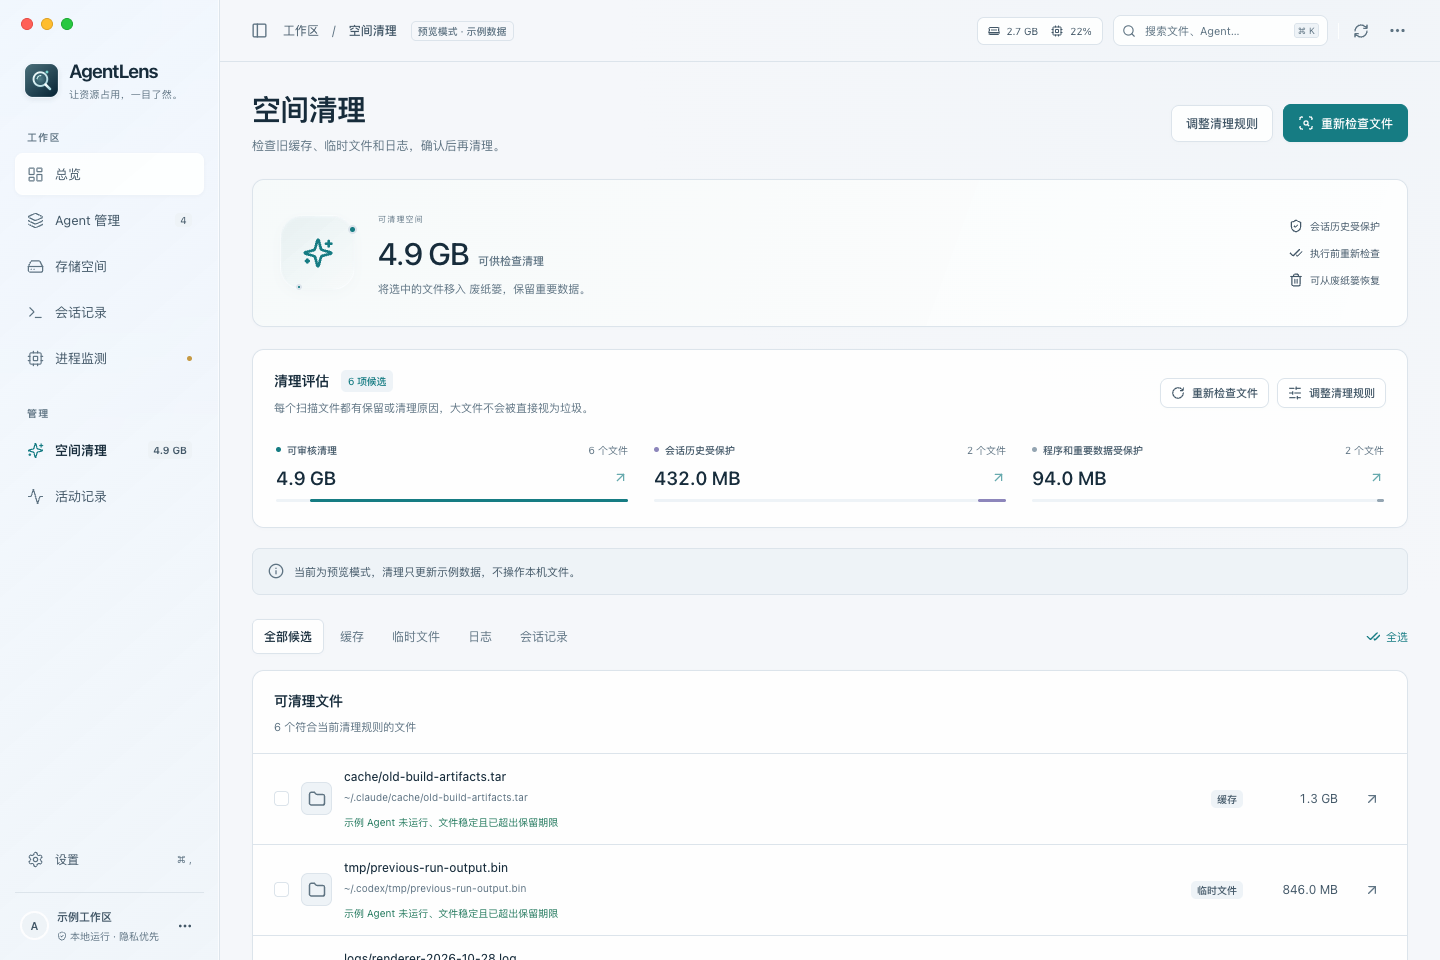 AgentLens
让资源占用，一目了然。
工作区
总览
Agent 管理
4
存储空间
会话记录
进程监测
管理
空间清理
4.9 GB
活动记录
设置
⌘ ,
A
示例工作区
本地运行 · 隐私优先
工作区 / 空间清理
预览模式 · 示例数据
2.7 GB
22%
搜索文件、Agent...
⌘ K
空间清理
检查旧缓存、临时文件和日志，确认后再清理。
调整清理规则
重新检查文件
可清理空间
4.9 GB 可供检查清理
将选中的文件移入 废纸篓，保留重要数据。
会话历史受保护
执行前重新检查
可从废纸篓恢复
清理评估
6 项候选
每个扫描文件都有保留或清理原因，大文件不会被直接视为垃圾。
重新检查文件
调整清理规则
可审核清理
6 个文件
4.9 GB
会话历史受保护
2 个文件
432.0 MB
程序和重要数据受保护
2 个文件
94.0 MB
当前为预览模式，清理只更新示例数据，不操作本机文件。
全部候选
缓存
临时文件
日志
会话记录
全选
可清理文件
6 个符合当前清理规则的文件
cache/old-build-artifacts.tar
~/.claude/cache/old-build-artifacts.tar
示例 Agent 未运行、文件稳定且已超出保留期限
缓存
1.3 GB
tmp/previous-run-output.bin
~/.codex/tmp/previous-run-output.bin
示例 Agent 未运行、文件稳定且已超出保留期限
临时文件
846.0 MB
logs/renderer-2026-10-28.log